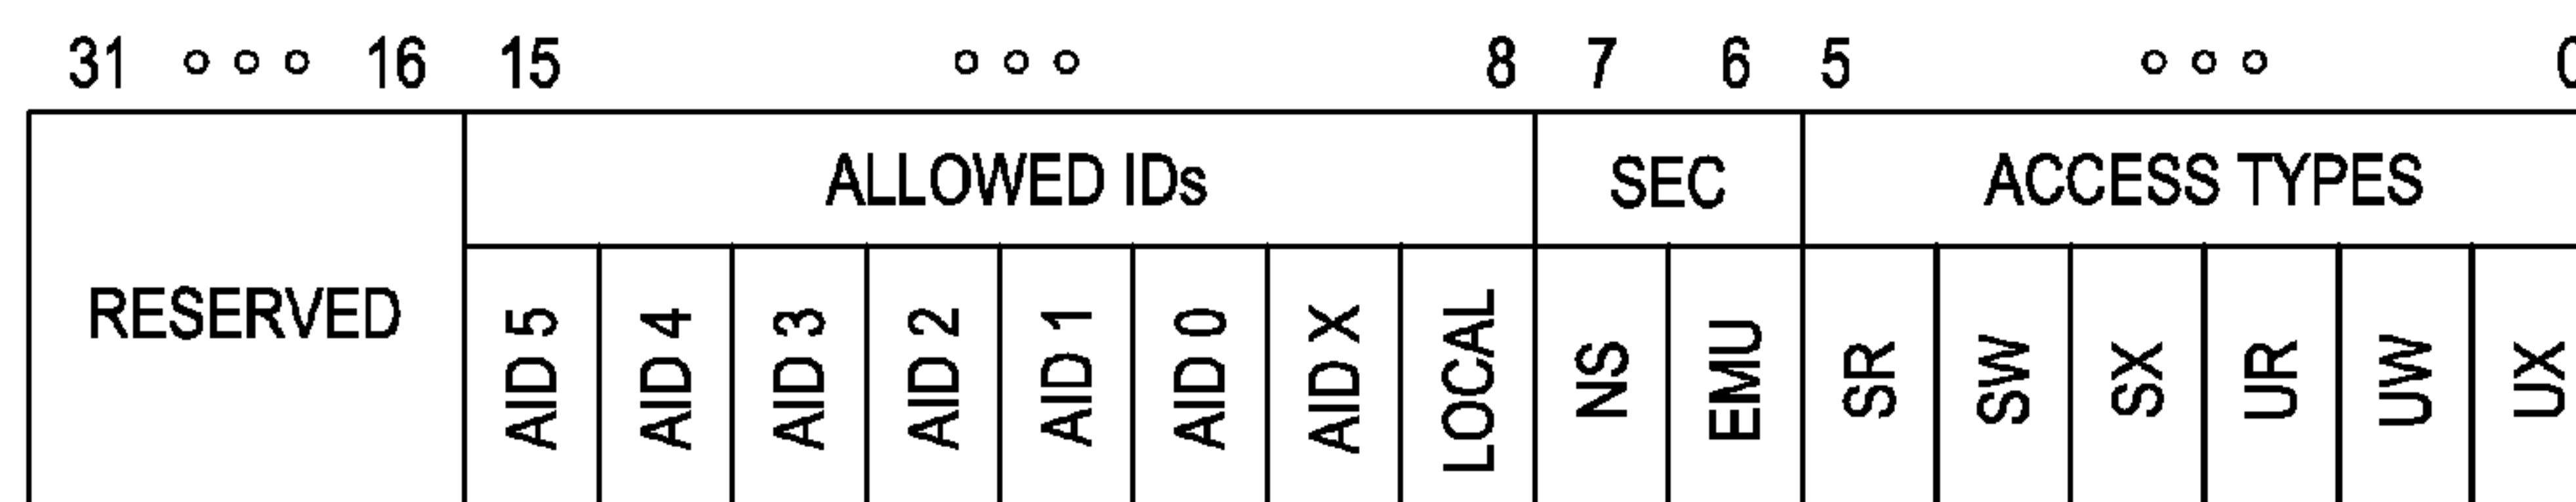 31 ∘ ∘ ∘ 16 15 ∘ ∘ ∘ 8 7 6 5 ∘ ∘ ∘ 0
ALLOWED IDs SEC ACCESS TYPES
RESERVED AID 5 AID 4 AID 3 AID 2 AID 1 AID 0 AID X LOCAL NS EMU SR SW SX UR UW UX